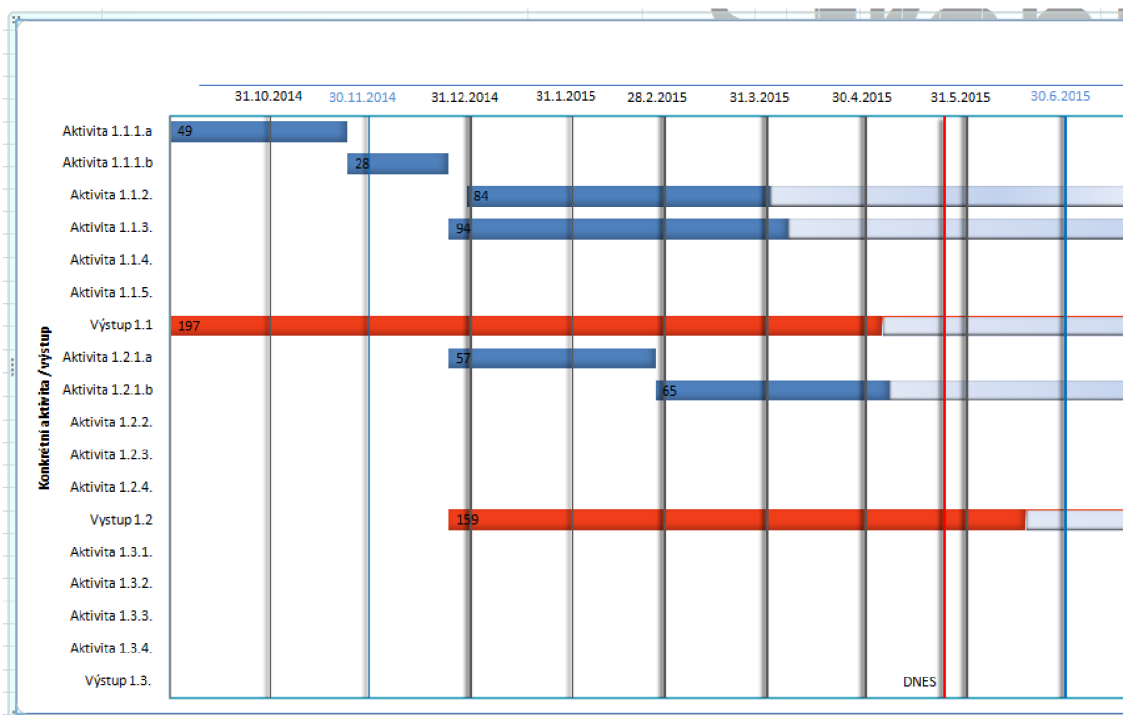 31.10.2014 30.11.2014 31.12.2014 31.1.2015 28.2.2015 31.3.2015 30.4.2015 31.5.2015 30.6.2015
Konkrétní aktivita /výstup
Aktivita 1.1.1.a 49
Aktivita 1.1.1.b 28
Aktivita 1.1.2. 84
Aktivita 1.1.3. 94
Aktivita 1.1.4.
Aktivita 1.1.5.
Výstup 1.1 197
Aktivita 1.2.1.a 57
Aktivita 1.2.1.b 65
Aktivita 1.2.2.
Aktivita 1.2.3.
Aktivita 1.2.4.
Vystup 1.2 159
Aktivita 1.3.1.
Aktivita 1.3.2.
Aktivita 1.3.3.
Aktivita 1.3.4.
Výstup 1.3. DNES